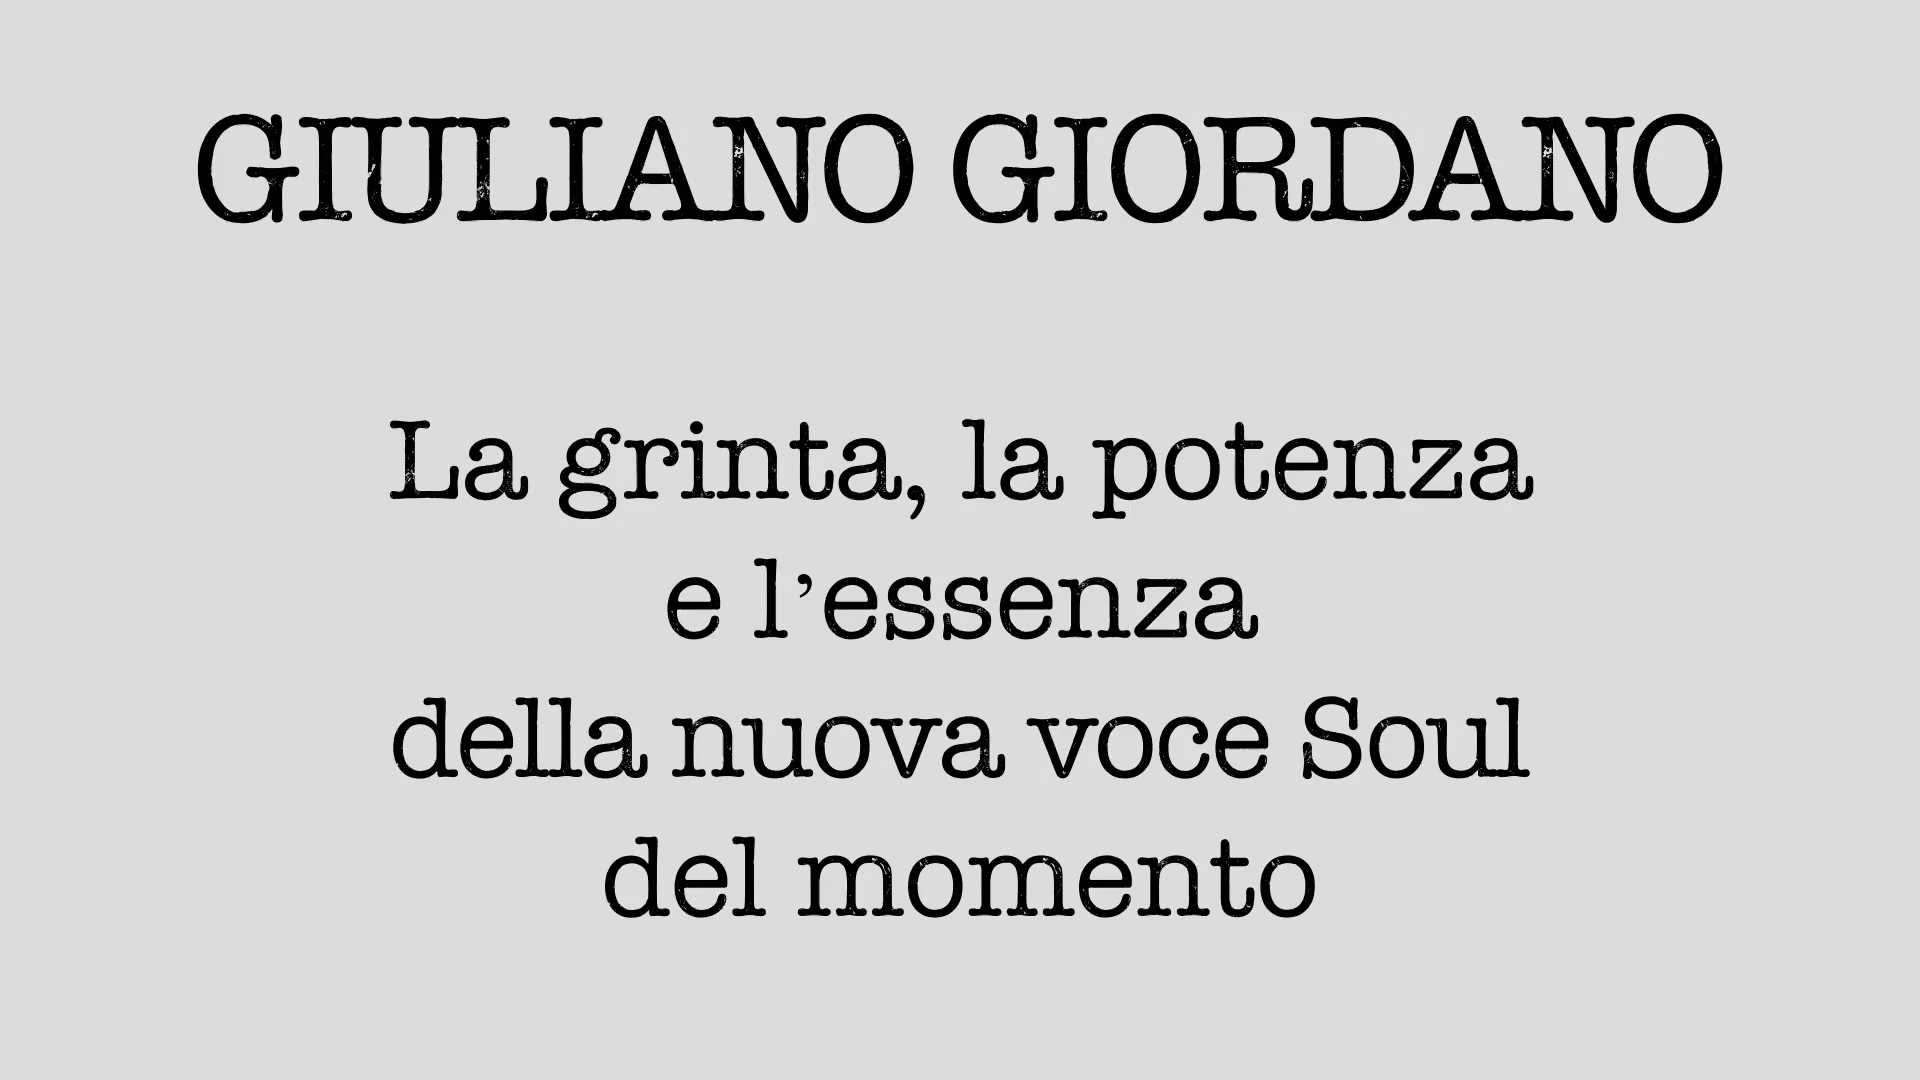 GIULIANO GIORDANO
La grinta, la potenza
e l’essenza
della nuova voce Soul
del momento